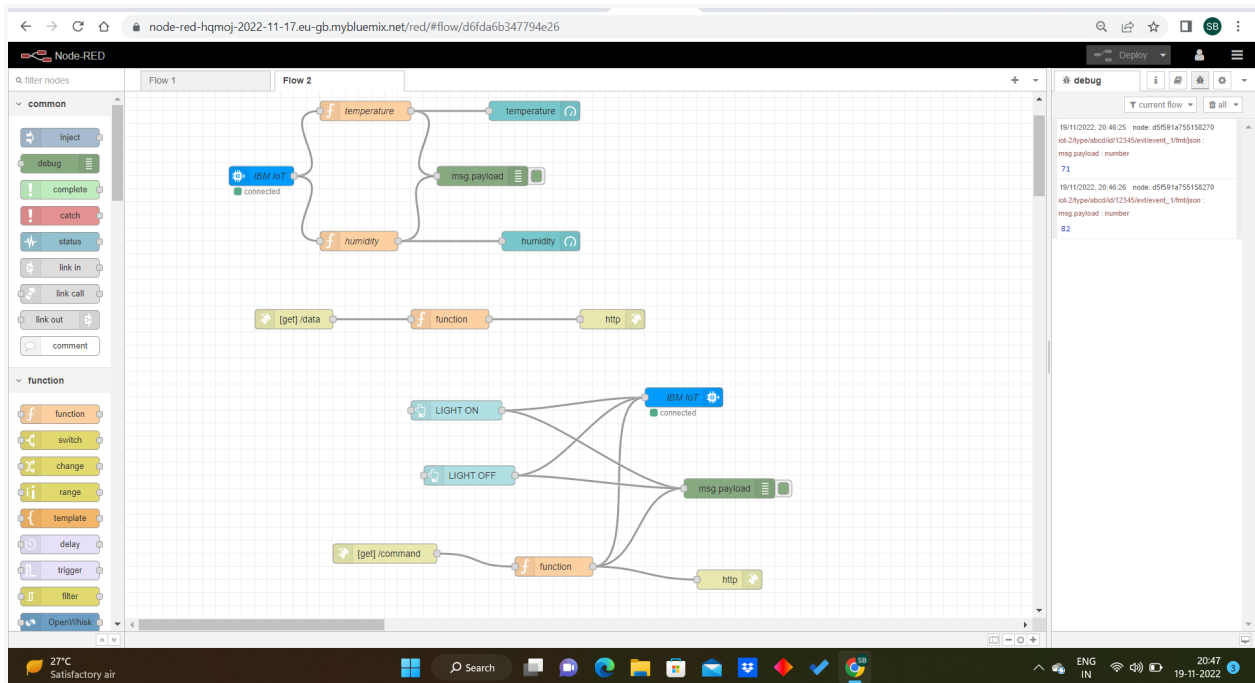 node-red-hqmoj-2022-11-17.eu-gb.mybluemix.net/red/#flow/d6fda6b347794e26
SB
Node-RED
Deploy
filter nodes
Flow 1
Flow 2
debug
i
common
current flow
all
inject
debug
complete
catch
status
link in
link call
link out
comment
function
function
switch
change
range
template
delay
trigger
filter
OpenWhisk
temperature
temperature
IBM IoT
connected
msg.payload
humidity
humidity
[get] /data
function
http
LIGHT ON
IBM IoT
connected
LIGHT OFF
msg.payload
[get] /command
function
http
19/11/2022, 20:46:25 node: d5f591a755158270
iot-2/type/abcd/id/12345/evt/event_1/fmt/json :
msg.payload : number
71
19/11/2022, 20:46:26 node: d5f591a755158270
iot-2/type/abcd/id/12345/evt/event_1/fmt/json :
msg.payload : number
82
27°C
Satisfactory air
Search
SB
ENG
IN
20:47
19-11-2022
3